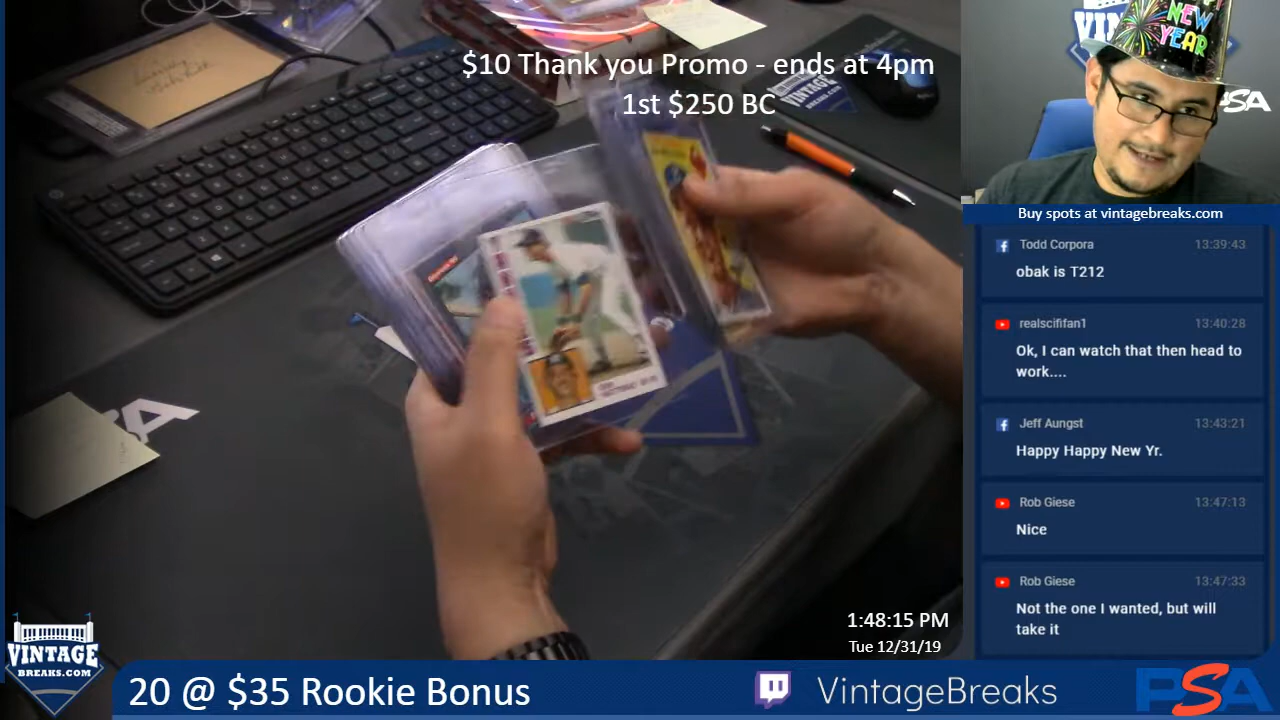 $10 Thank you Promo - ends at 4pm
1st $250 BC
VINTAGE
BREAKS.COM
NEW
YEAR
PSA
Buy spots at vintagebreaks.com
Todd Corpora 13:39:43
obak is T212
realscififan1 13:40:28
Ok, I can watch that then head to
work....
Jeff Aungst 13:43:21
Happy Happy New Yr.
Rob Giese 13:47:13
Nice
Rob Giese 13:47:33
Not the one I wanted, but will
take it
1:48:15 PM
Tue 12/31/19
VINTAGE
BREAKS.COM
20 @ $35 Rookie Bonus
VintageBreaks
PSA